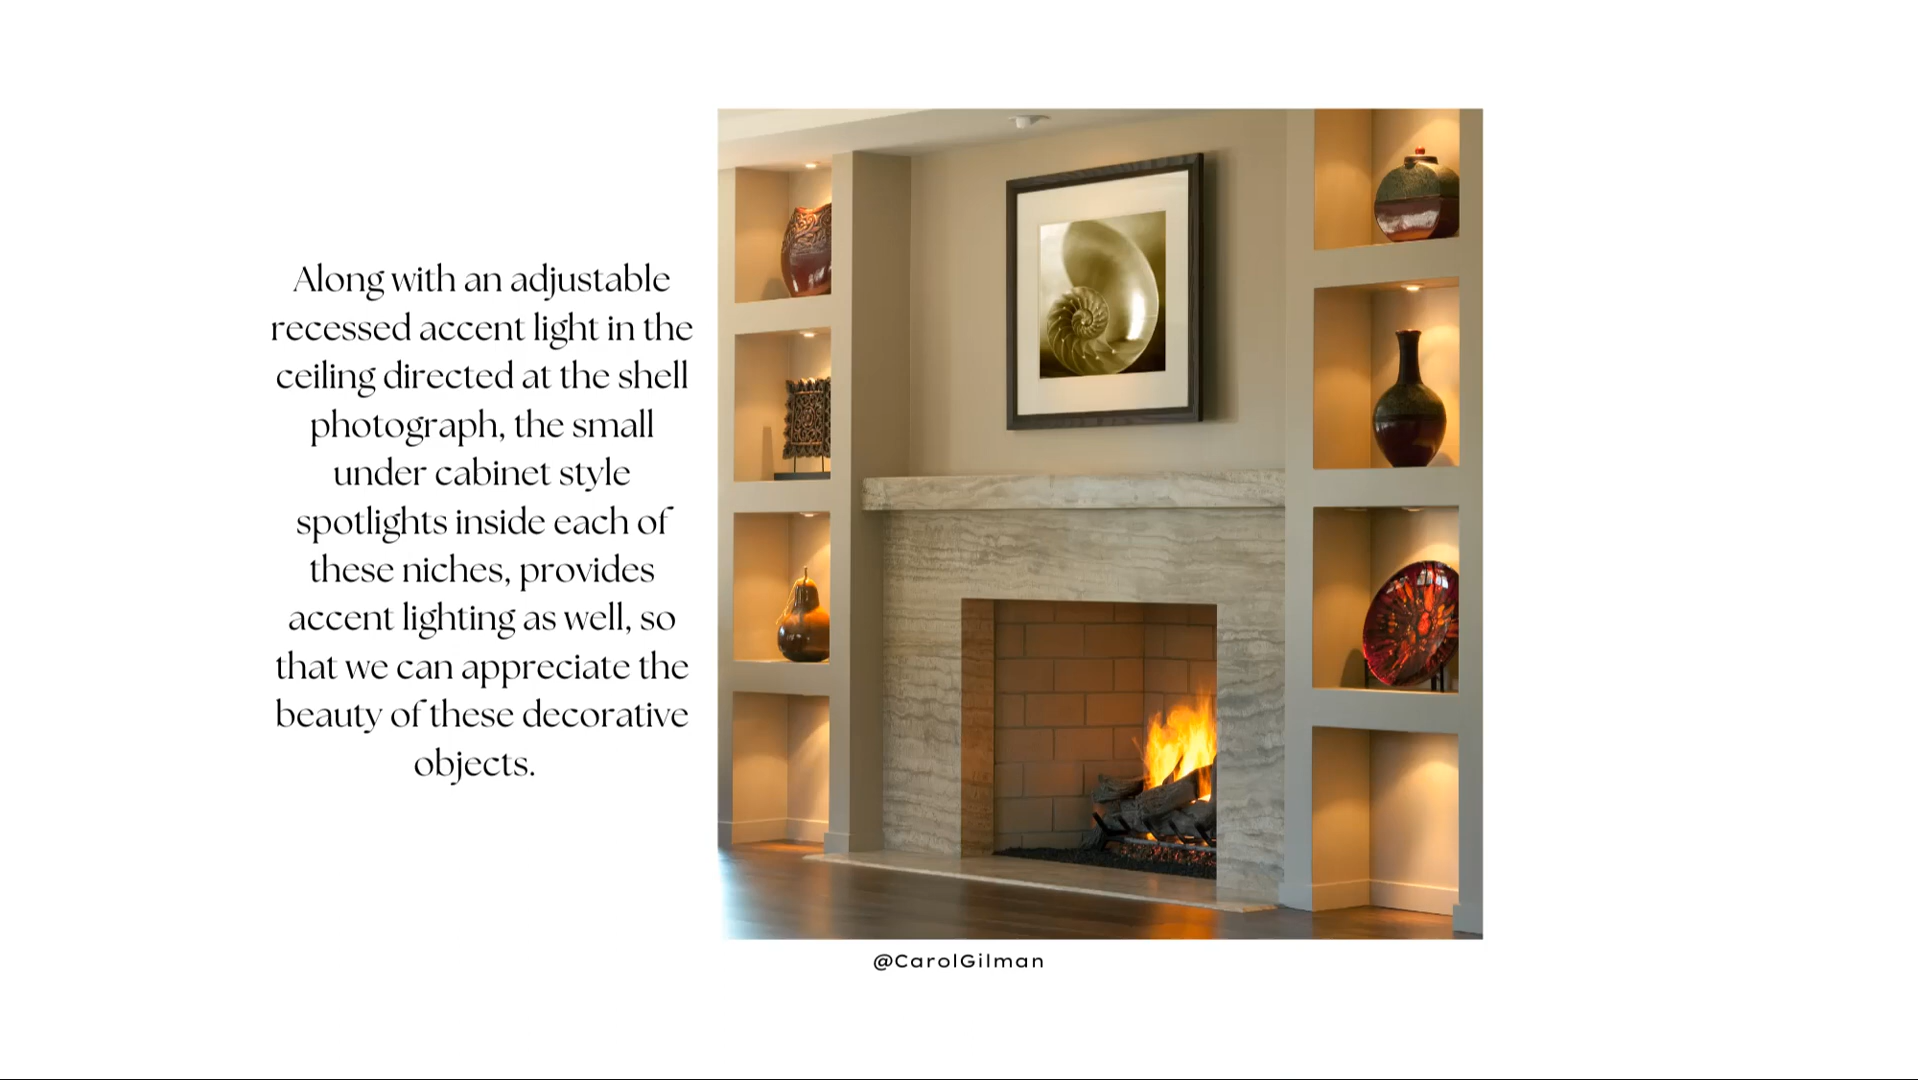 Along with an adjustable
recessed accent light in the
ceiling directed at the shell
photograph, the small
under cabinet style
spotlights inside each of
these niches, provides
accent lighting as well, so
that we can appreciate the
beauty of these decorative
objects.
@CarolGilman